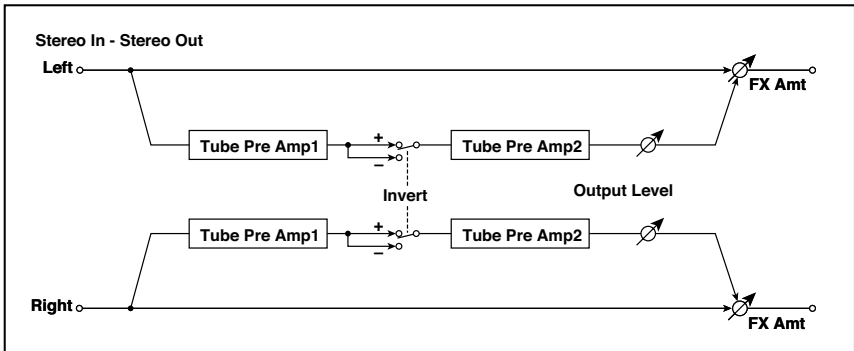 Stereo In - Stereo Out
Left
FX Amt
+
Tube Pre Amp1
Tube Pre Amp2
–
Output Level
Invert
+
Tube Pre Amp1
Tube Pre Amp2
–
Right
FX Amt